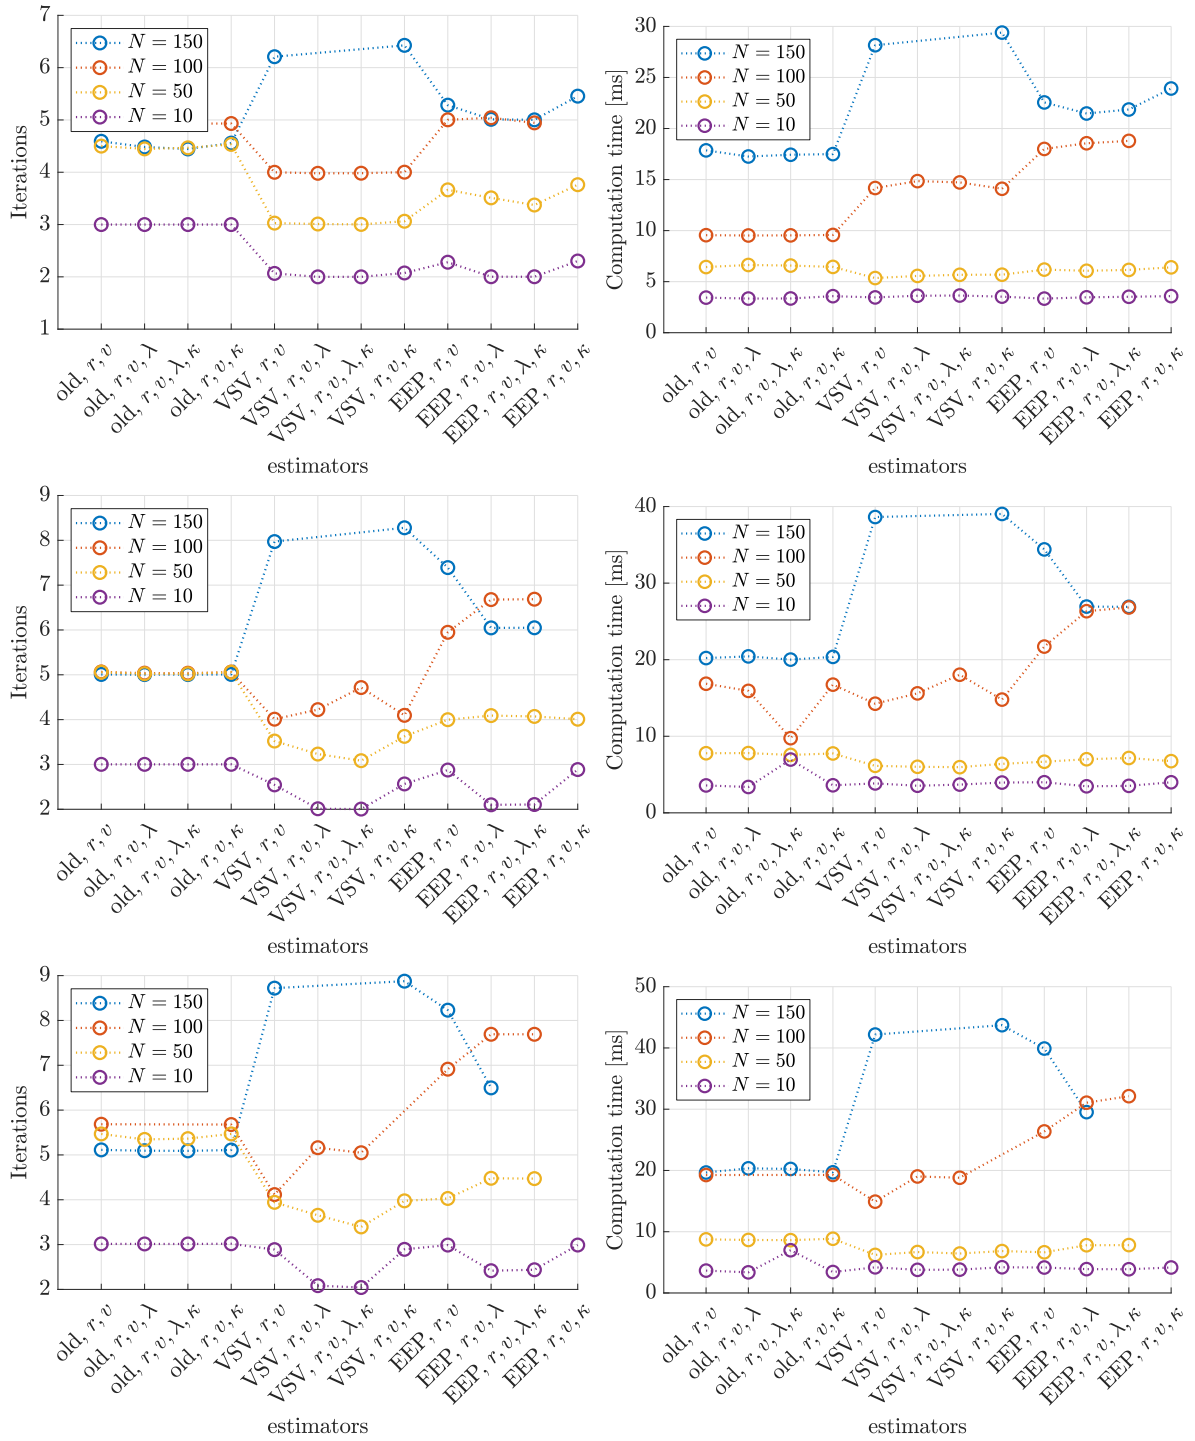 7
6
5
4
3
2
1
Iterations
N = 150
N = 100
N = 50
N = 10
old, r, υ
old, r, υ, λ
old, r, υ, λ, κ
old, r, υ, κ
VSV, r, υ
VSV, r, υ, λ
VSV, r, υ, λ, κ
VSV, r, υ, κ
EEP, r, υ
EEP, r, υ, λ
EEP, r, υ, λ, κ
EEP, r, υ, κ
estimators
30
25
20
15
10
5
0
Computation time [ms]
N = 150
N = 100
N = 50
N = 10
old, r, υ
old, r, υ, λ
old, r, υ, λ, κ
old, r, υ, κ
VSV, r, υ
VSV, r, υ, λ
VSV, r, υ, λ, κ
VSV, r, υ, κ
EEP, r, υ
EEP, r, υ, λ
EEP, r, υ, λ, κ
EEP, r, υ, κ
estimators
9
8
7
6
5
4
3
2
Iterations
N = 150
N = 100
N = 50
N = 10
old, r, υ
old, r, υ, λ
old, r, υ, λ, κ
old, r, υ, κ
VSV, r, υ
VSV, r, υ, λ
VSV, r, υ, λ, κ
VSV, r, υ, κ
EEP, r, υ
EEP, r, υ, λ
EEP, r, υ, λ, κ
EEP, r, υ, κ
estimators
40
30
20
10
0
Computation time [ms]
N = 150
N = 100
N = 50
N = 10
old, r, υ
old, r, υ, λ
old, r, υ, λ, κ
old, r, υ, κ
VSV, r, υ
VSV, r, υ, λ
VSV, r, υ, λ, κ
VSV, r, υ, κ
EEP, r, υ
EEP, r, υ, λ
EEP, r, υ, λ, κ
EEP, r, υ, κ
estimators
9
8
7
6
5
4
3
2
Iterations
N = 150
N = 100
N = 50
N = 10
old, r, υ
old, r, υ, λ
old, r, υ, λ, κ
old, r, υ, κ
VSV, r, υ
VSV, r, υ, λ
VSV, r, υ, λ, κ
VSV, r, υ, κ
EEP, r, υ
EEP, r, υ, λ
EEP, r, υ, λ, κ
EEP, r, υ, κ
estimators
50
40
30
20
10
0
Computation time [ms]
N = 150
N = 100
N = 50
N = 10
old, r, υ
old, r, υ, λ
old, r, υ, λ, κ
old, r, υ, κ
VSV, r, υ
VSV, r, υ, λ
VSV, r, υ, λ, κ
VSV, r, υ, κ
EEP, r, υ
EEP, r, υ, λ
EEP, r, υ, λ, κ
EEP, r, υ, κ
estimators